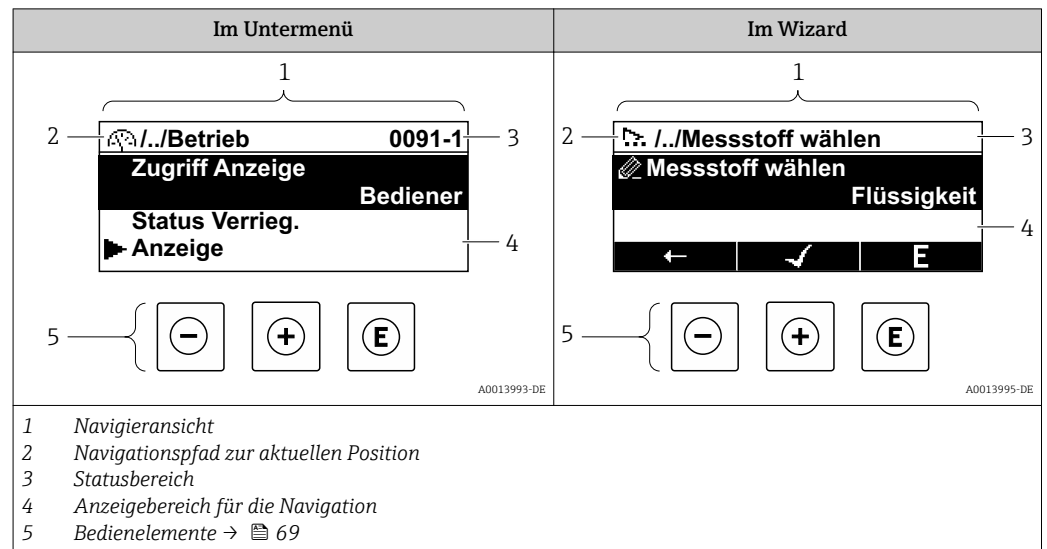 Im Untermenü
Im Wizard
1
2
/../Betrieb 0091-1
3
Zugriff Anzeige
Bediener
Status Verrieg.
Anzeige
4
5
- + E
A0013993-DE
1
2
/../Messstoff wählen
3
Messstoff wählen
Flüssigkeit
4
← ✓ E
5
- + E
A0013995-DE
1 Navigieransicht
2 Navigationspfad zur aktuellen Position
3 Statusbereich
4 Anzeigebereich für die Navigation
5 Bedienelemente → 69